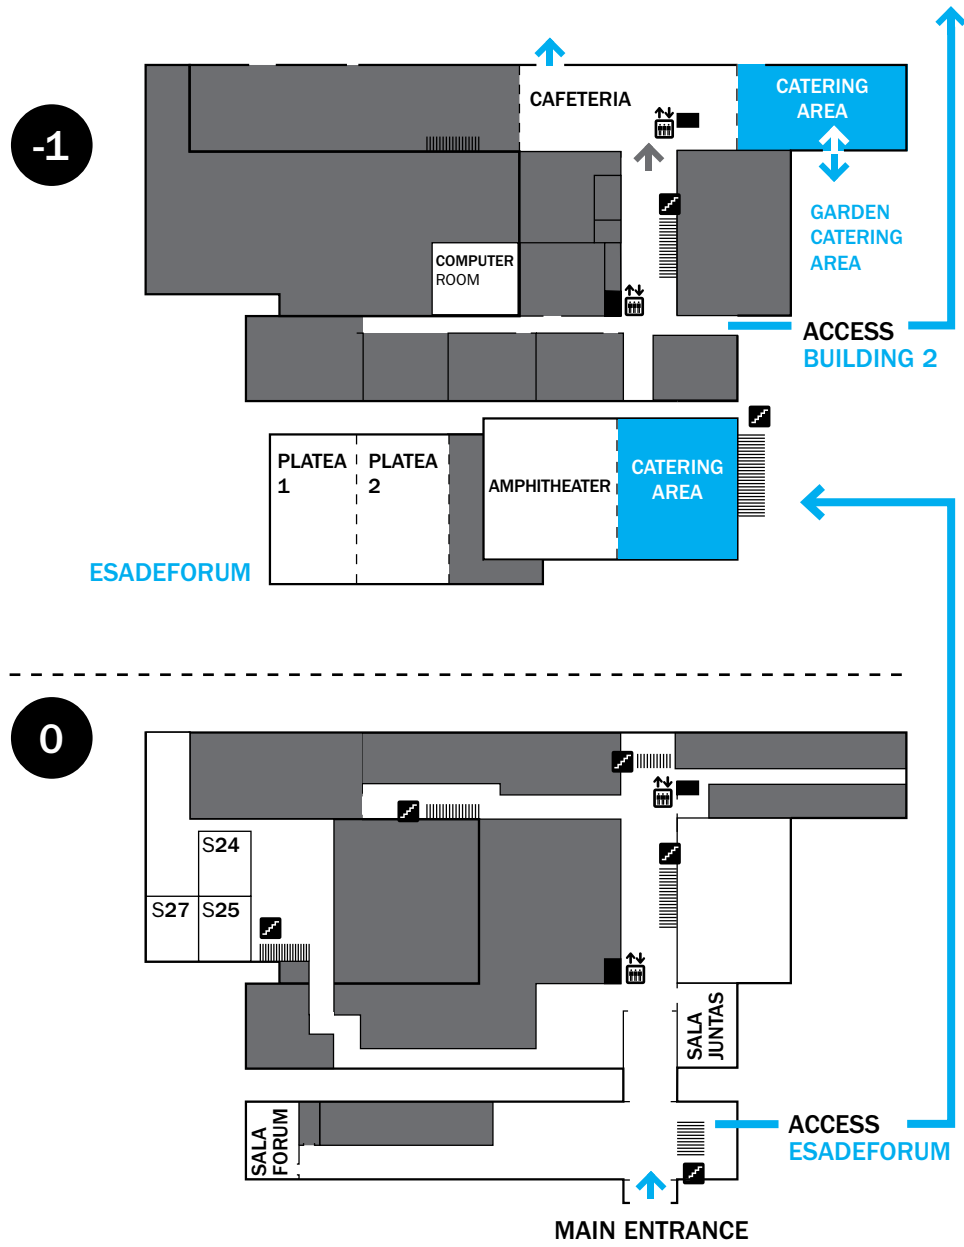 -1
CAFETERIA
CATERING
AREA
GARDEN
CATERING
AREA
COMPUTER
ROOM
ACCESS
BUILDING 2
PLATEA
1
PLATEA
2
AMPHITHEATER
CATERING
AREA
ESADEFORUM
0
S24
S27
S25
SALA
JUNTAS
SALA
FORUM
ACCESS
ESADEFORUM
MAIN ENTRANCE